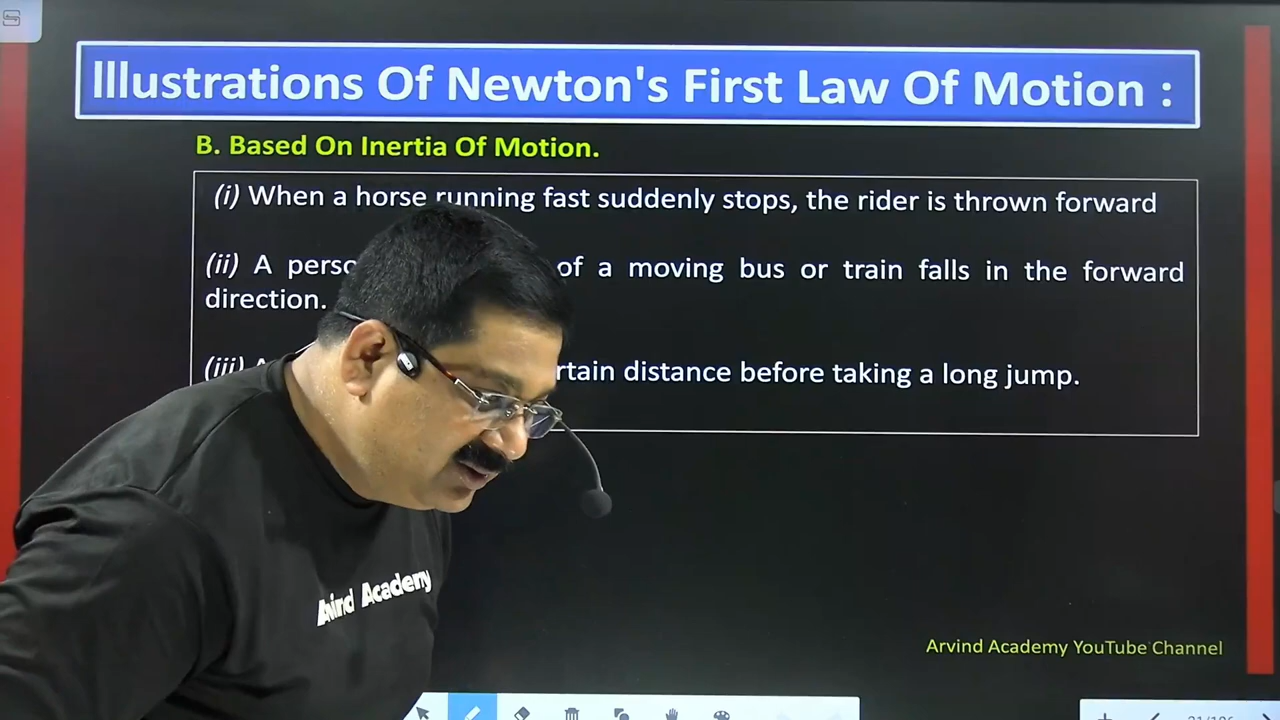 Illustrations Of Newton's First Law Of Motion :
B. Based On Inertia Of Motion.
(i) When a horse running fast suddenly stops, the rider is thrown forward
(ii) A of a moving bus or train falls in the forward
direction.
(iii) distance before taking a long jump.
Arvind Academy
Arvind Academy YouTube Channel